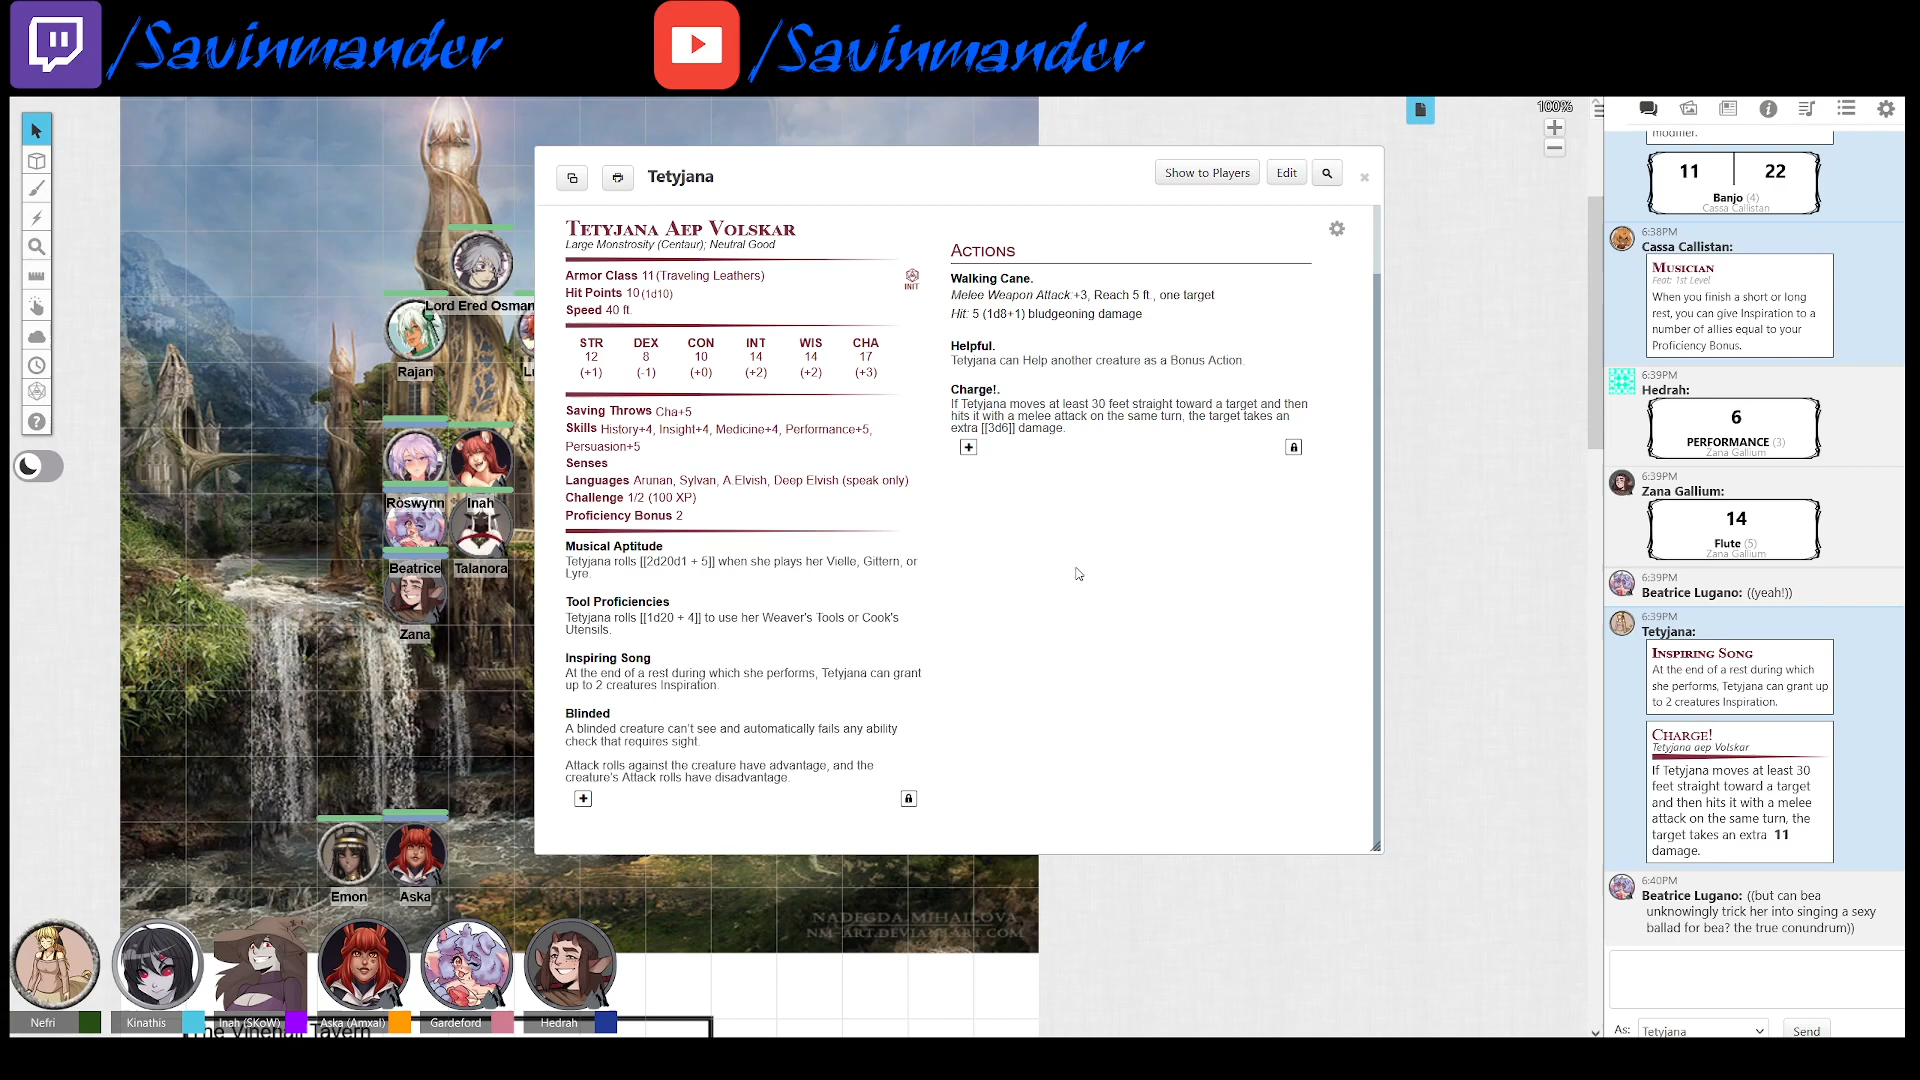 /Savinmander
/Savinmander
100%
Tetyjana
Show to Players
Edit
Tetyjana Aep Volskar
Large Monstrosity (Centaur); Neutral Good
Armor Class 11 (Traveling Leathers)
Hit Points 10 (1d10)
Speed 40 ft.
INIT
STR DEX CON INT WIS CHA
12 8 10 14 14 17
(+1) (-1) (+0) (+2) (+2) (+3)
Saving Throws Cha+5
Skills History+4, Insight+4, Medicine+4, Performance+5,
Persuasion+5
Senses
Languages Arunan, Sylvan, A.Elvish, Deep Elvish (speak only)
Challenge 1/2 (100 XP)
Proficiency Bonus 2
Musical Aptitude
Tetyjana rolls [[2d20d1 + 5]] when she plays her Vielle, Gittern, or
Lyre.
Tool Proficiencies
Tetyjana rolls [[1d20 + 4]] to use her Weaver's Tools or Cook's
Utensils.
Inspiring Song
At the end of a rest during which she performs, Tetyjana can grant
up to 2 creatures Inspiration.
Blinded
A blinded creature can't see and automatically fails any ability
check that requires sight.
Attack rolls against the creature have advantage, and the
creature's Attack rolls have disadvantage.
Actions
Walking Cane.
Melee Weapon Attack:+3, Reach 5 ft., one target
Hit: 5 (1d8+1) bludgeoning damage
Helpful.
Tetyjana can Help another creature as a Bonus Action.
Charge!.
If Tetyjana moves at least 30 feet straight toward a target and then
hits it with a melee attack on the same turn, the target takes an
extra [[3d6]] damage.
Lord Ered Osman
Rajan
Roswynn
Inah
Beatrice
Talanora
Zana
Emon
Aska
NADEGDA MIHAILOVA
NM-ART.DEVIANTART.COM
Nefri
Kinathis
Inah (SKoW)
Aska (Amxal)
Gardeford
Hedrah
Tavern
modifier.
11 22
Banjo (4)
Cassa Callistan
6:38PM
Cassa Callistan:
Musician
Feat: 1st Level
When you finish a short or long
rest, you can give Inspiration to a
number of allies equal to your
Proficiency Bonus.
6:39PM
Hedrah:
6
PERFORMANCE (3)
Zana Gallium
6:39PM
Zana Gallium:
14
Flute (5)
Zana Gallium
6:39PM
Beatrice Lugano: ((yeah!))
6:39PM
Tetyjana:
Inspiring Song
At the end of a rest during which
she performs, Tetyjana can grant up
to 2 creatures Inspiration.
Charge!
Tetyjana aep Volskar
If Tetyjana moves at least 30
feet straight toward a target
and then hits it with a melee
attack on the same turn, the
target takes an extra 11
damage.
6:40PM
Beatrice Lugano: ((but can bea
unknowingly trick her into singing a sexy
ballad for bea? the true conundrum))
As: Tetyjana
Send